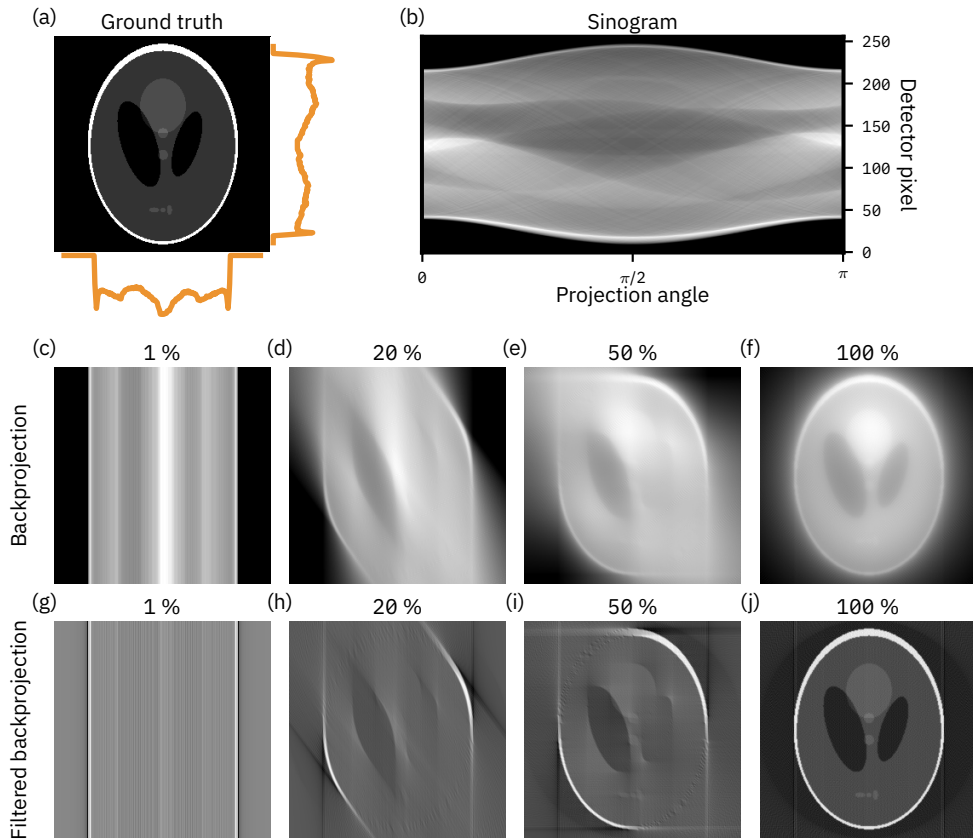 (a) Ground truth
(b) Sinogram
250
200
150
100
50
0
Detector pixel
0 π/2 π
Projection angle
(c) 1 % (d) 20 % (e) 50 % (f) 100 %
Backprojection
(g) 1 % (h) 20 % (i) 50 % (j) 100 %
Filtered backprojection